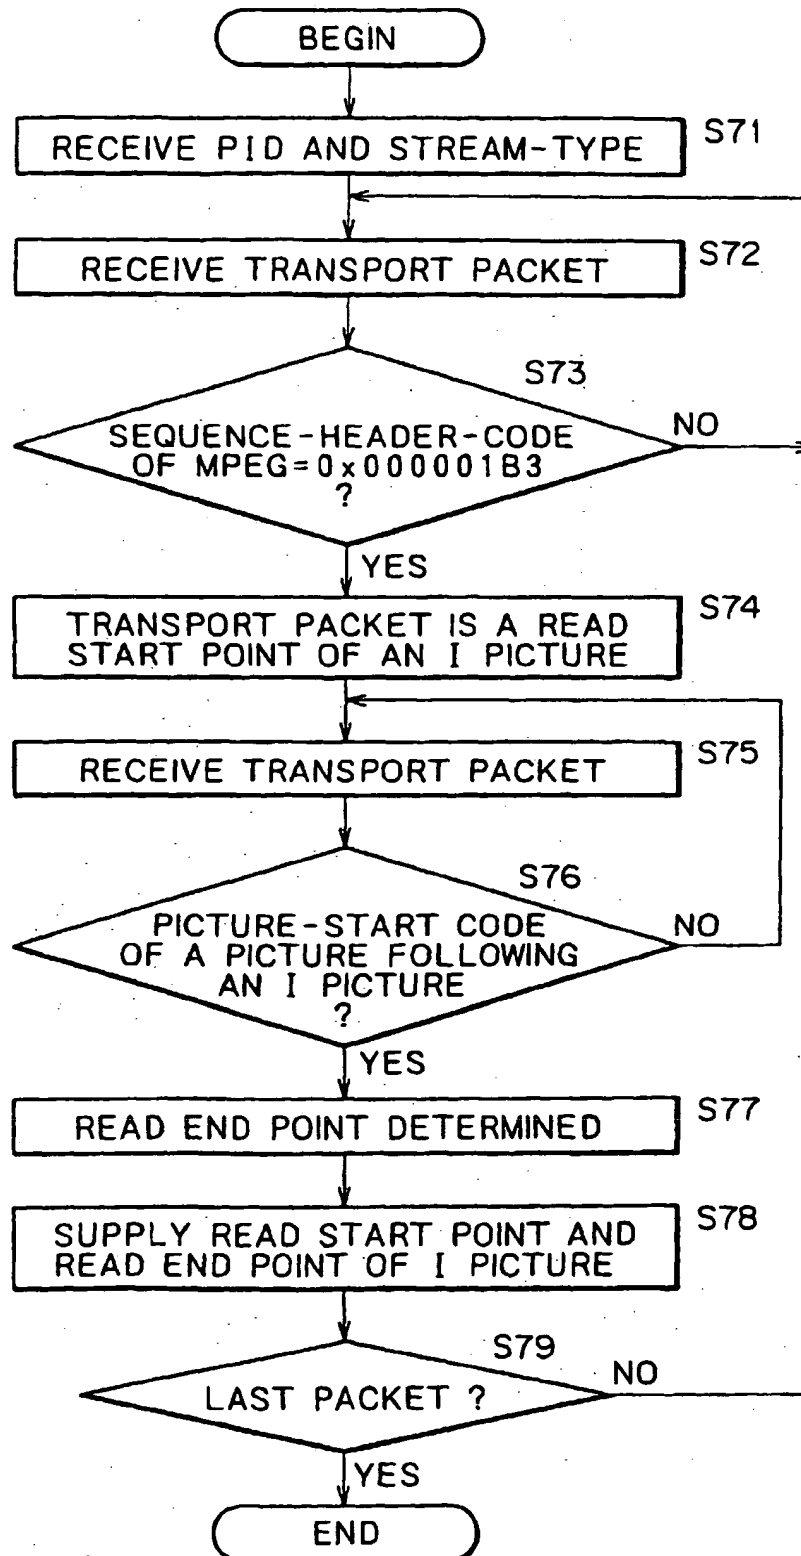 BEGIN
RECEIVE PID AND STREAM-TYPE
S71
RECEIVE TRANSPORT PACKET
S72
S73
SEQUENCE-HEADER-CODE
OF MPEG=0x000001B3
?
NO
YES
TRANSPORT PACKET IS A READ
START POINT OF AN I PICTURE
S74
RECEIVE TRANSPORT PACKET
S75
S76
PICTURE-START CODE
OF A PICTURE FOLLOWING
AN I PICTURE
?
NO
YES
READ END POINT DETERMINED
S77
SUPPLY READ START POINT AND
READ END POINT OF I PICTURE
S78
S79
LAST PACKET ?
NO
YES
END